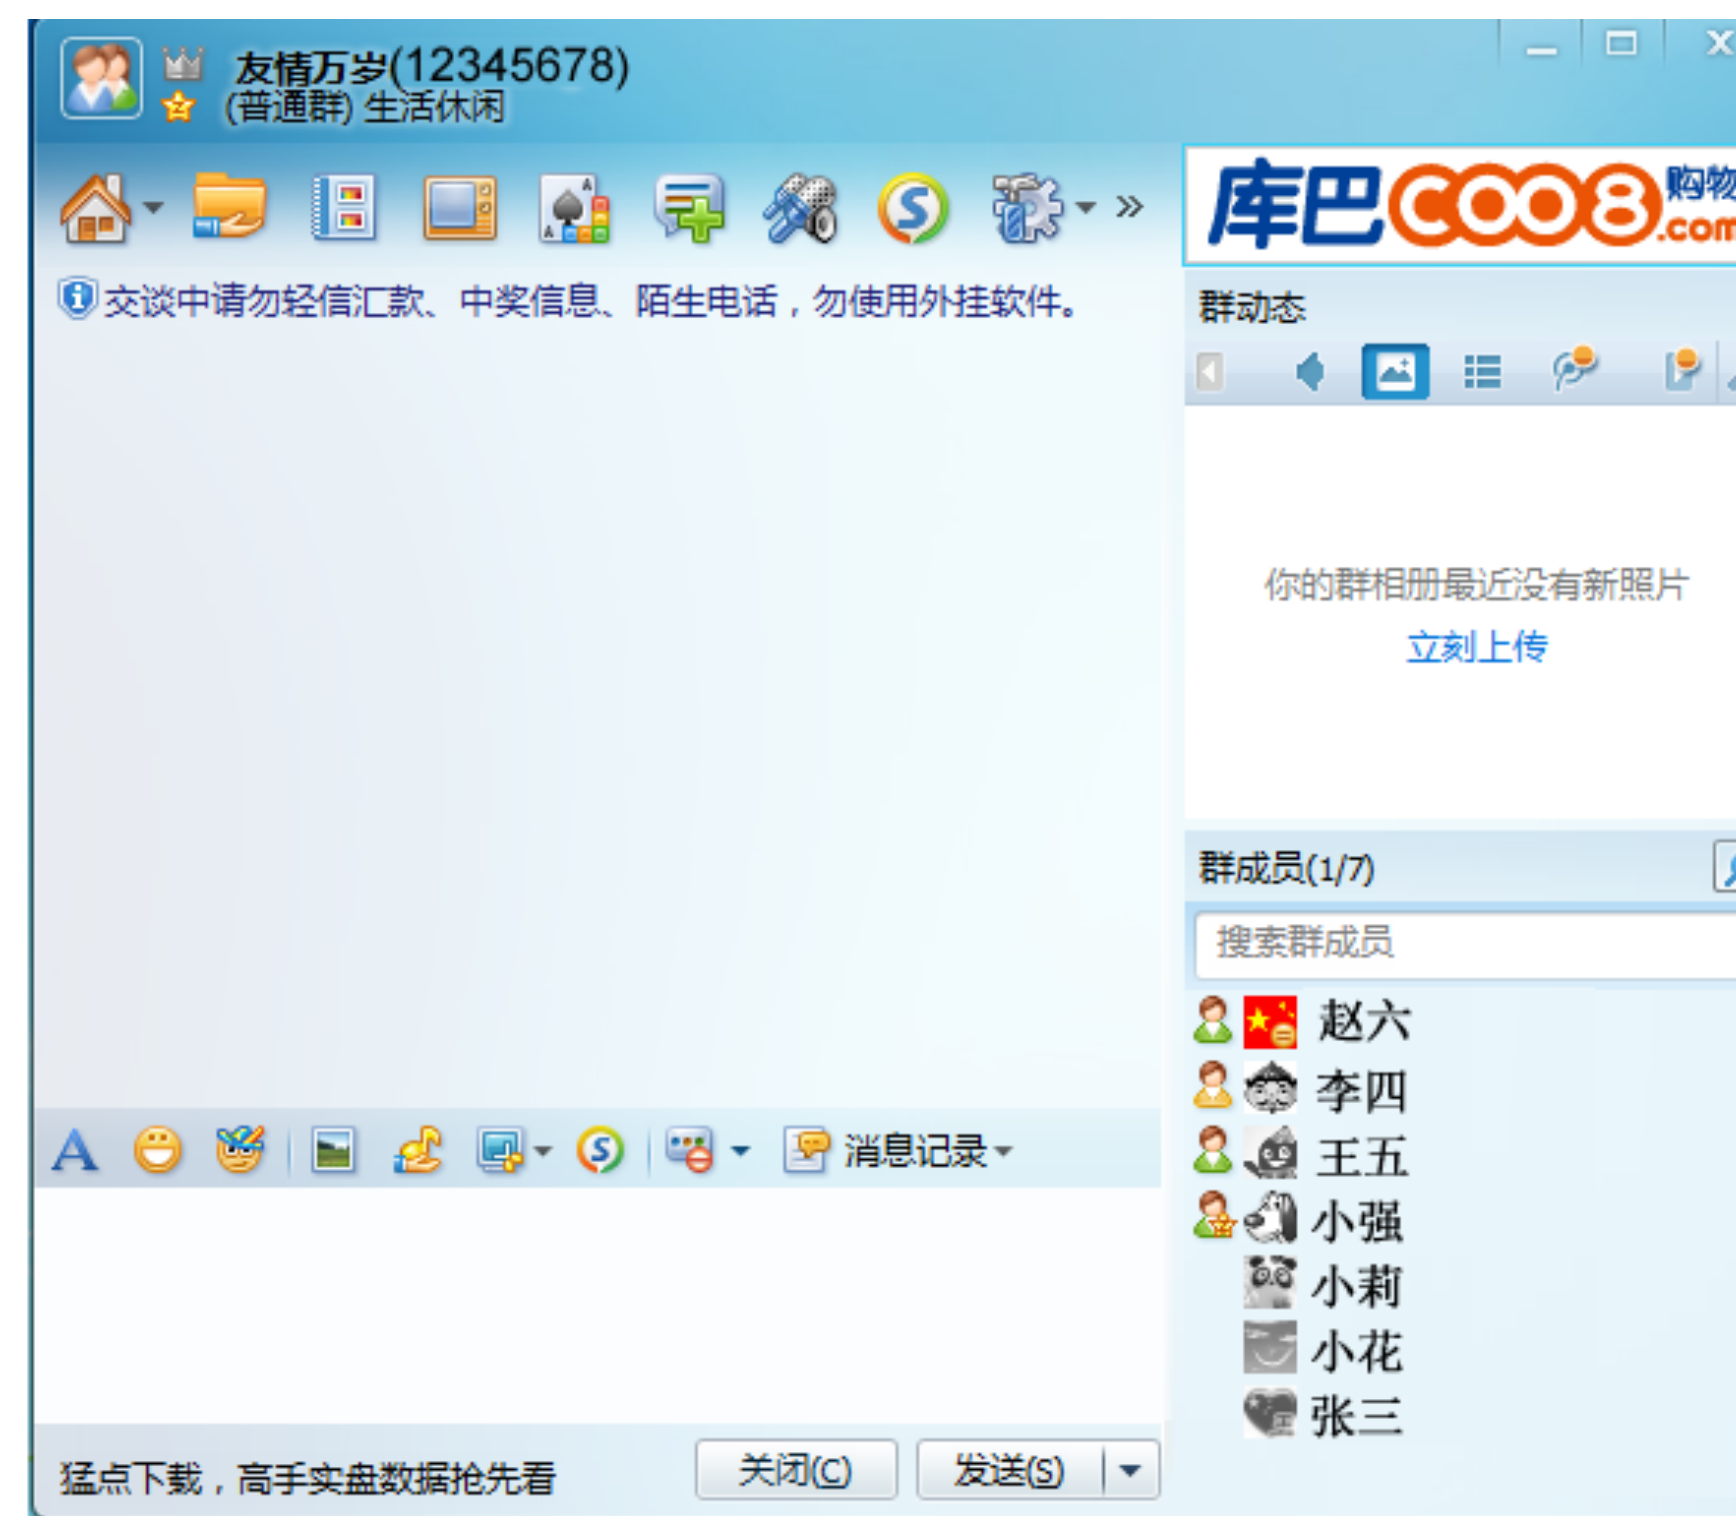 友情万岁(12345678)
(普通群) 生活休闲
库巴 COO8 购物
.com
交谈中请勿轻信汇款、中奖信息、陌生电话，勿使用外挂软件。
群动态
你的群相册最近没有新照片
立刻上传
群成员(1/7)
搜索群成员
赵六
李四
王五
小强
小莉
小花
张三
消息记录
猛点下载，高手实盘数据抢先看
关闭(C)
发送(S)